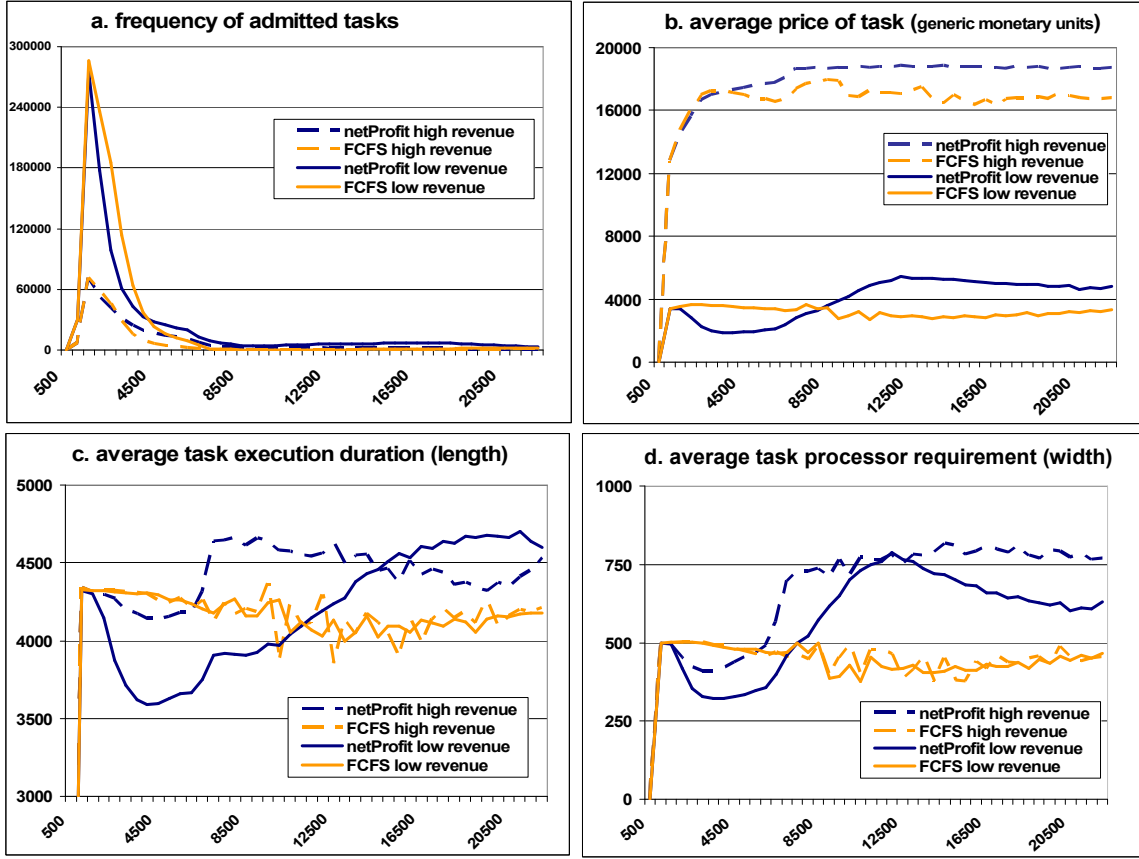 a. frequency of admitted tasks
300000
240000
180000
120000
60000
0
netProfit high revenue
FCFS high revenue
netProfit low revenue
FCFS low revenue
500
4500
8500
12500
16500
20500
b. average price of task (generic monetary units)
20000
16000
12000
8000
4000
0
netProfit high revenue
FCFS high revenue
netProfit low revenue
FCFS low revenue
500
4500
8500
12500
16500
20500
c. average task execution duration (length)
5000
4500
4000
3500
3000
netProfit high revenue
FCFS high revenue
netProfit low revenue
FCFS low revenue
500
4500
8500
12500
16500
20500
d. average task processor requirement (width)
1000
750
500
250
0
netProfit high revenue
FCFS high revenue
netProfit low revenue
FCFS low revenue
500
4500
8500
12500
16500
20500